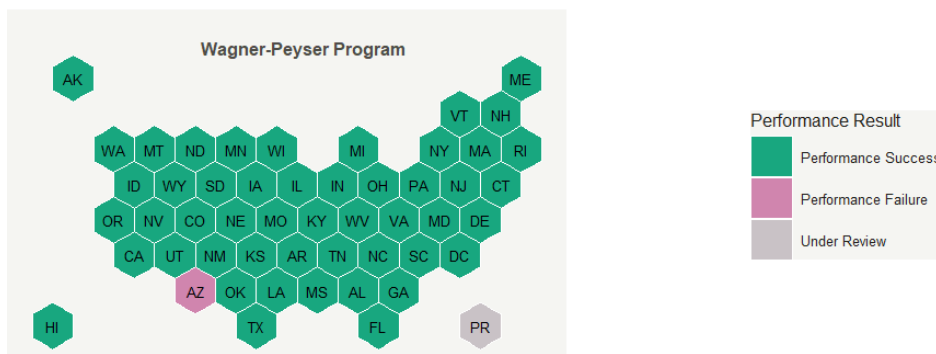 Wagner-Peyser Program
AK
ME
VT NH
WA MT ND MN WI MI NY MA RI
ID WY SD IA IL IN OH PA NJ CT
OR NV CO NE MO KY WV VA MD DE
CA UT NM KS AR TN NC SC DC
AZ OK LA MS AL GA
HI TX FL PR
Performance Result
Performance Success
Performance Failure
Under Review